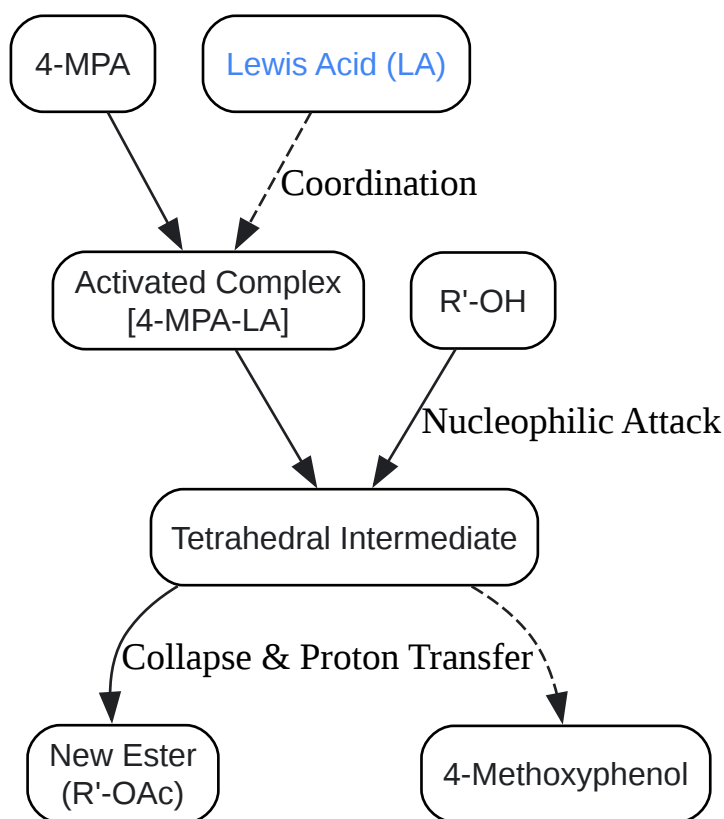 4-MPA
Lewis Acid (LA)
Coordination
Activated Complex
[4-MPA-LA]
R'-OH
Nucleophilic Attack
Tetrahedral Intermediate
Collapse & Proton Transfer
New Ester
(R'-OAc)
4-Methoxyphenol